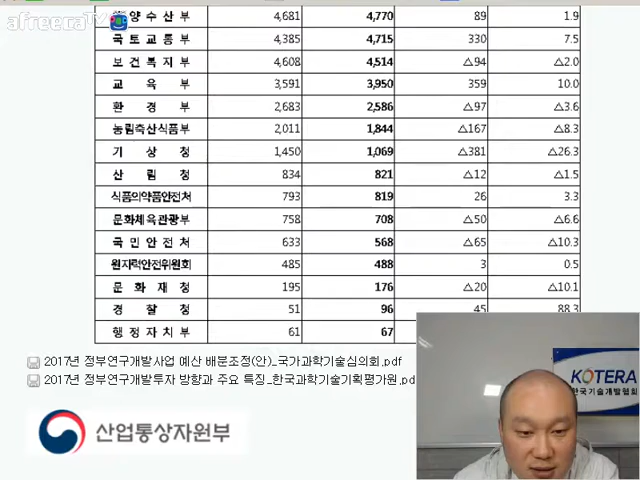 afreecaTV
해양수산부 4,681 4,770 89 1.9
국토교통부 4,385 4,715 330 7.5
보건복지부 4,608 4,514 △94 △2.0
교육부 3,591 3,950 359 10.0
환경부 2,683 2,586 △97 △3.6
농림축산식품부 2,011 1,844 △167 △8.3
기상청 1,450 1,069 △381 △26.3
산림청 834 821 △12 △1.5
식품의약품안전처 793 819 26 3.3
문화체육관광부 758 708 △50 △6.6
국민안전처 633 568 △65 △10.3
원자력안전위원회 485 488 3 0.5
문화재청 195 176 △20 △10.1
경찰청 51 96 45 88.3
행정자치부 61 67
2017년 정부연구개발사업 예산 배분조정(안)_국가과학기술심의회.pdf
2017년 정부연구개발투자 방향과 주요 특징_한국과학기술기획평가원.pd
산업통상자원부
KOTERA
한국기술개발협회